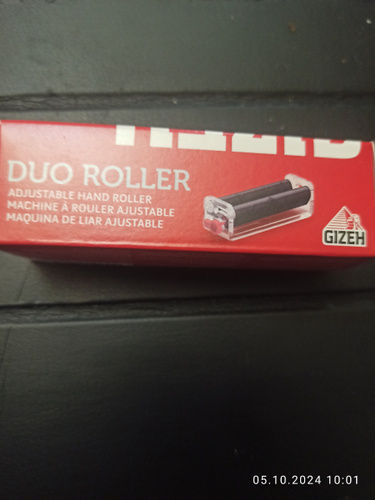 DUO ROLLER
ADJUSTABLE HAND ROLLER
MACHINE À ROULER AJUSTABLE
MAQUINA DE LIAR AJUSTABLE
GIZEH
05.10.2024 10:01